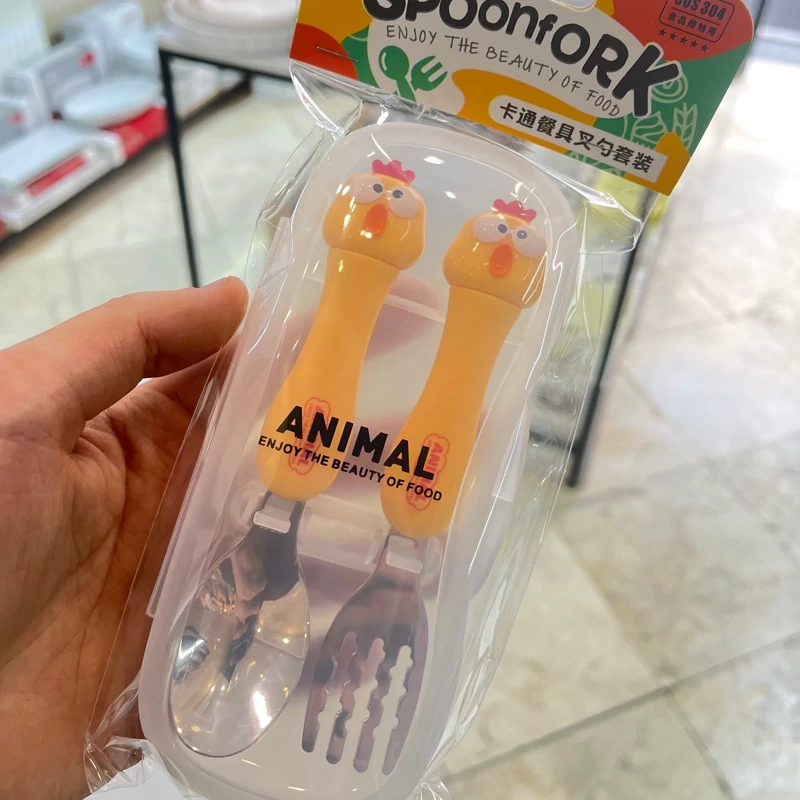 SPOOnfORK
ENJOY THE BEAUTY OF FOOD
SUS 304
食品接触用
★★★★★
卡通餐具叉勺套装
ANIMAL
ENJOY THE BEAUTY OF FOOD